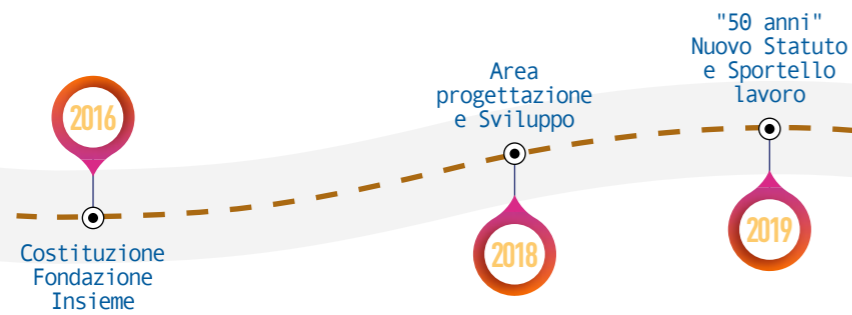 2016
Costituzione
Fondazione
Insieme
Area
progettazione
e Sviluppo
2018
"50 anni"
Nuovo Statuto
e Sportello
lavoro
2019